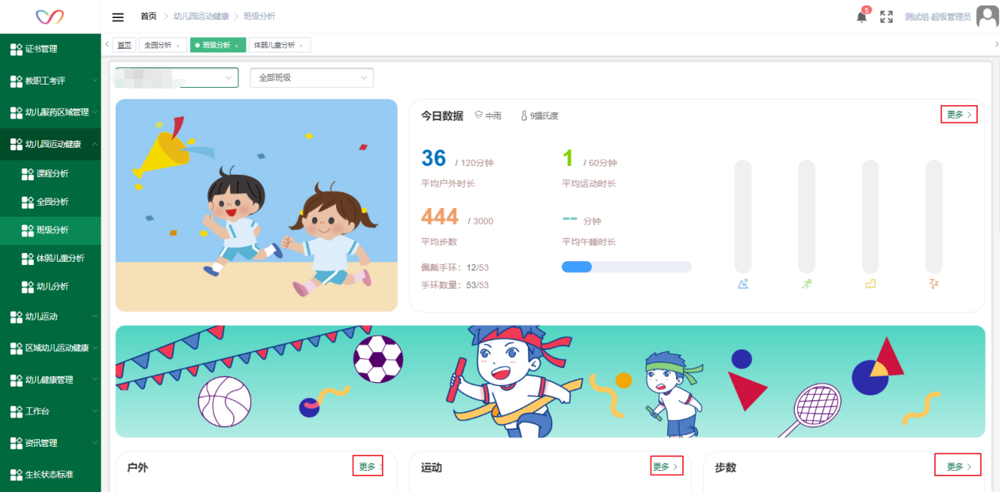 首页 > 幼儿园运动健康 > 班级分析
5
测试组-超级管理员
首页 全园分析 × 班级分析 × 体弱儿童分析 ×
证书管理
教职工考评
幼儿服药区域管理
幼儿园运动健康
课程分析
全园分析
班级分析
体弱儿童分析
幼儿分析
幼儿运动
区域幼儿运动健康
幼儿健康管理
工作台
资讯管理
生长状态标准
全部班级
今日数据 中雨 9摄氏度 更多 >
36 / 120分钟
平均户外时长
1 / 60分钟
平均运动时长
444 / 3000
平均步数
-- 分钟
平均午睡时长
佩戴手环：12/53
手环数量：53/53
户外 更多 >
运动 更多 >
步数 更多 >